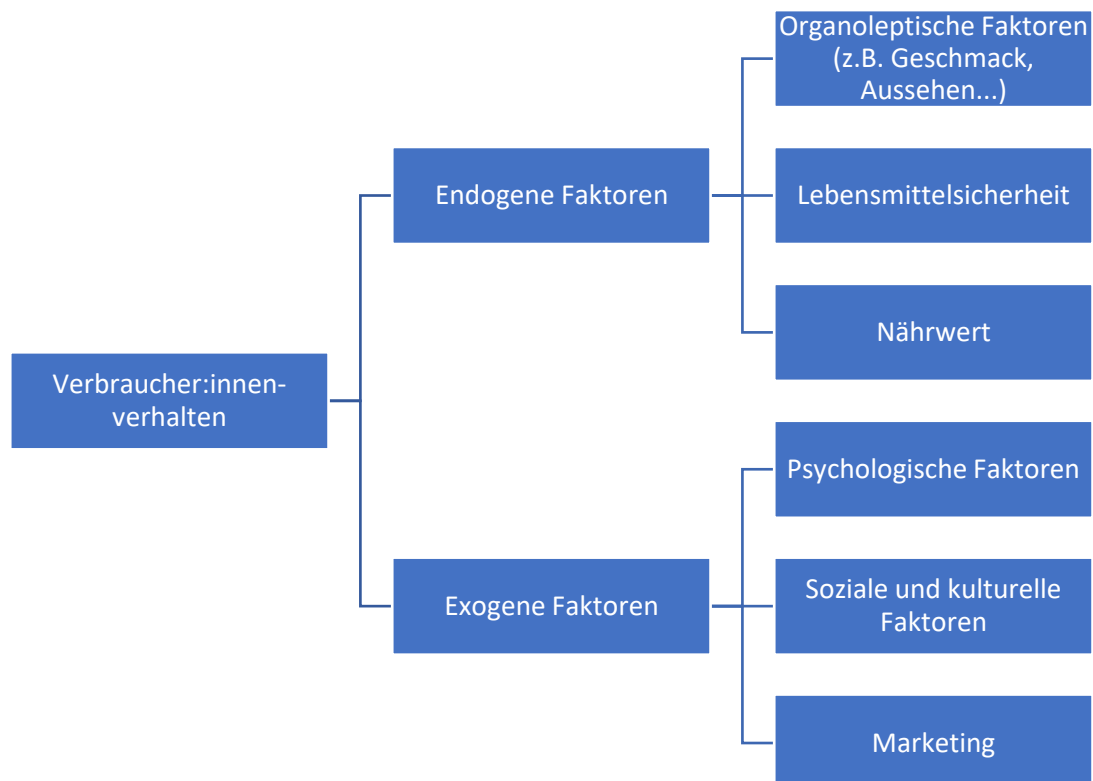 Organoleptische Faktoren
(z.B. Geschmack,
Aussehen...)
Endogene Faktoren
Lebensmittelsicherheit
Nährwert
Verbraucher:innen-
verhalten
Psychologische Faktoren
Exogene Faktoren
Soziale und kulturelle
Faktoren
Marketing